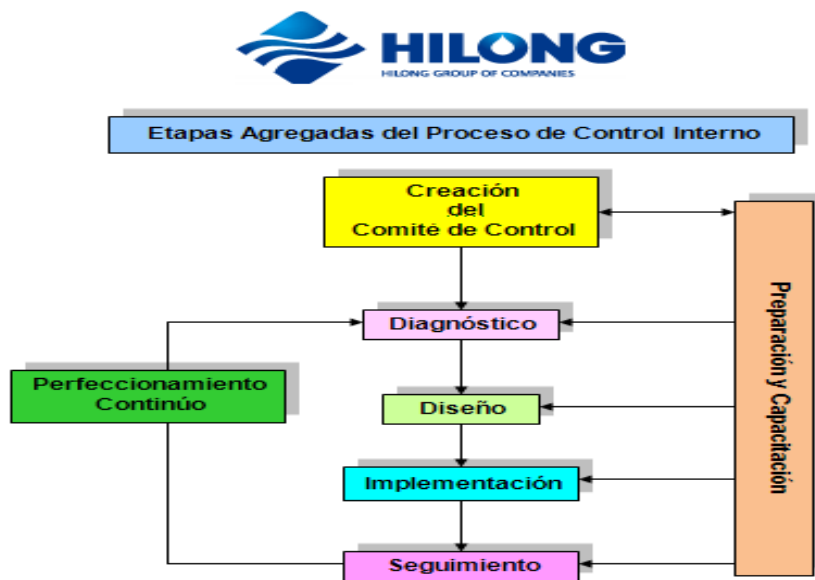 HILONG
HILONG GROUP OF COMPANIES
Etapas Agregadas del Proceso de Control Interno
Creación
del
Comité de Control
Diagnóstico
Perfeccionamiento
Continúo
Diseño
Implementación
Seguimiento
Preparación y Capacitación